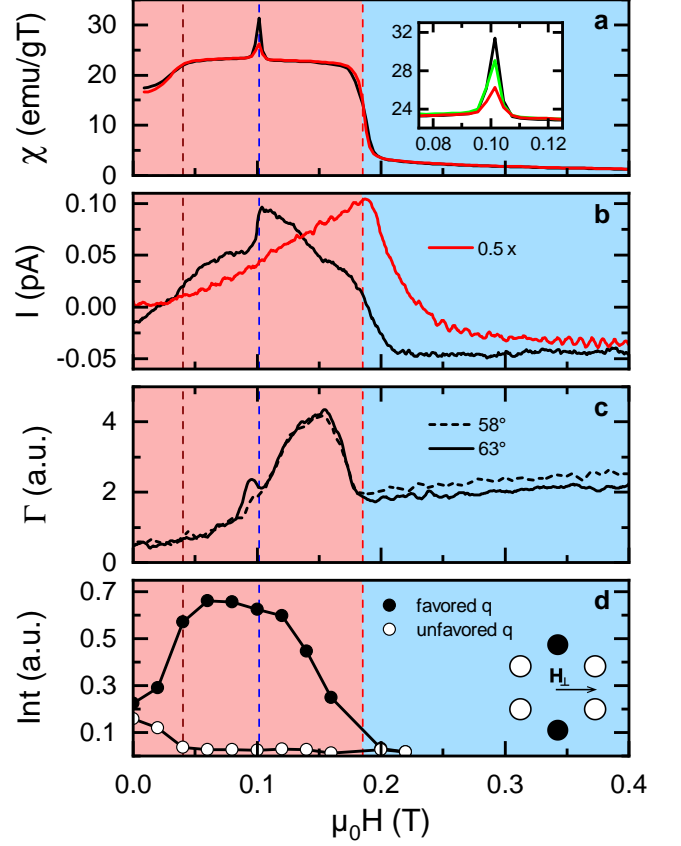 a
30
20
10
0
χ (emu/gT)
32
28
24
0.08 0.10 0.12
b
0.10
0.05
0.00
-0.05
I (pA)
0.5 x
c
4
2
0
Γ (a.u.)
58°
63°
d
0.7
0.5
0.3
0.1
Int (a.u.)
favored q
unfavored q
H⊥
0.0 0.1 0.2 0.3 0.4
μ₀H (T)